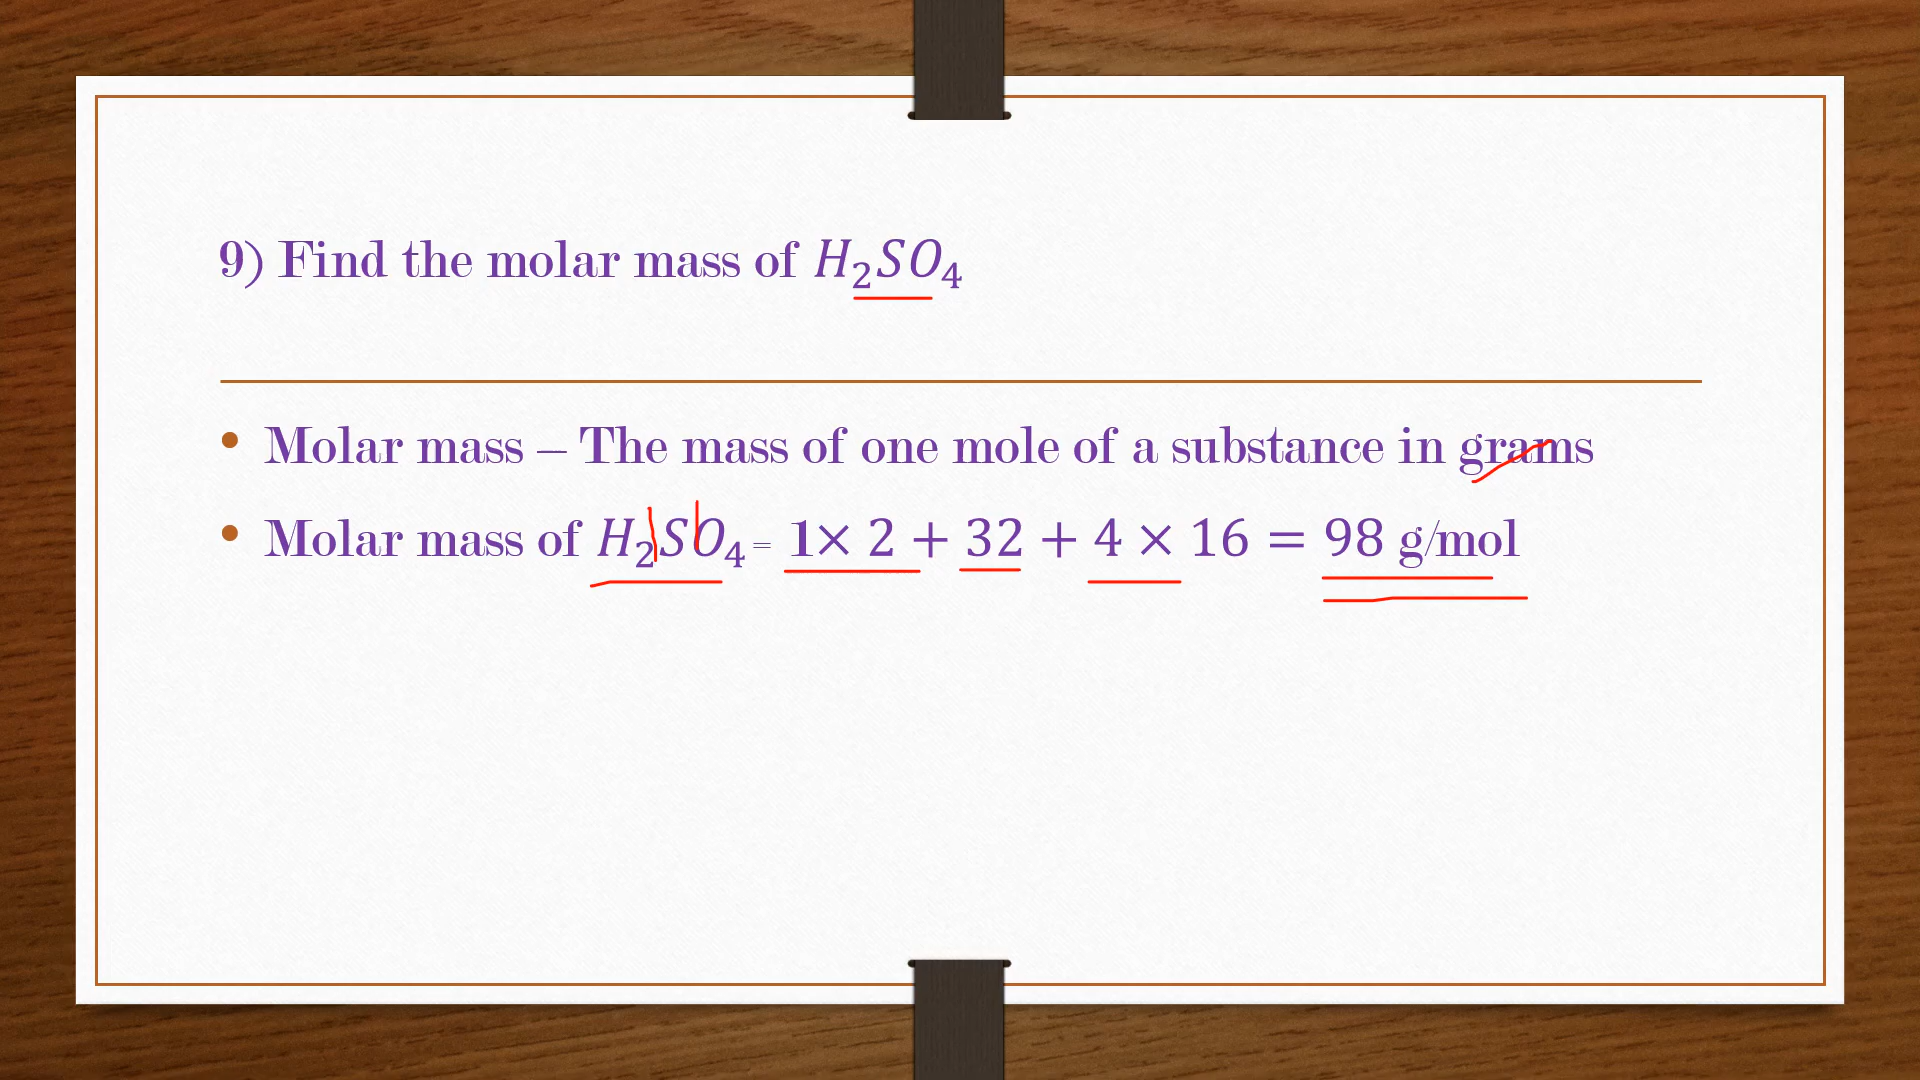 9) Find the molar mass of H₂SO₄
• Molar mass – The mass of one mole of a substance in grams
• Molar mass of H₂SO₄ = 1× 2 + 32 + 4 × 16 = 98 g/mol